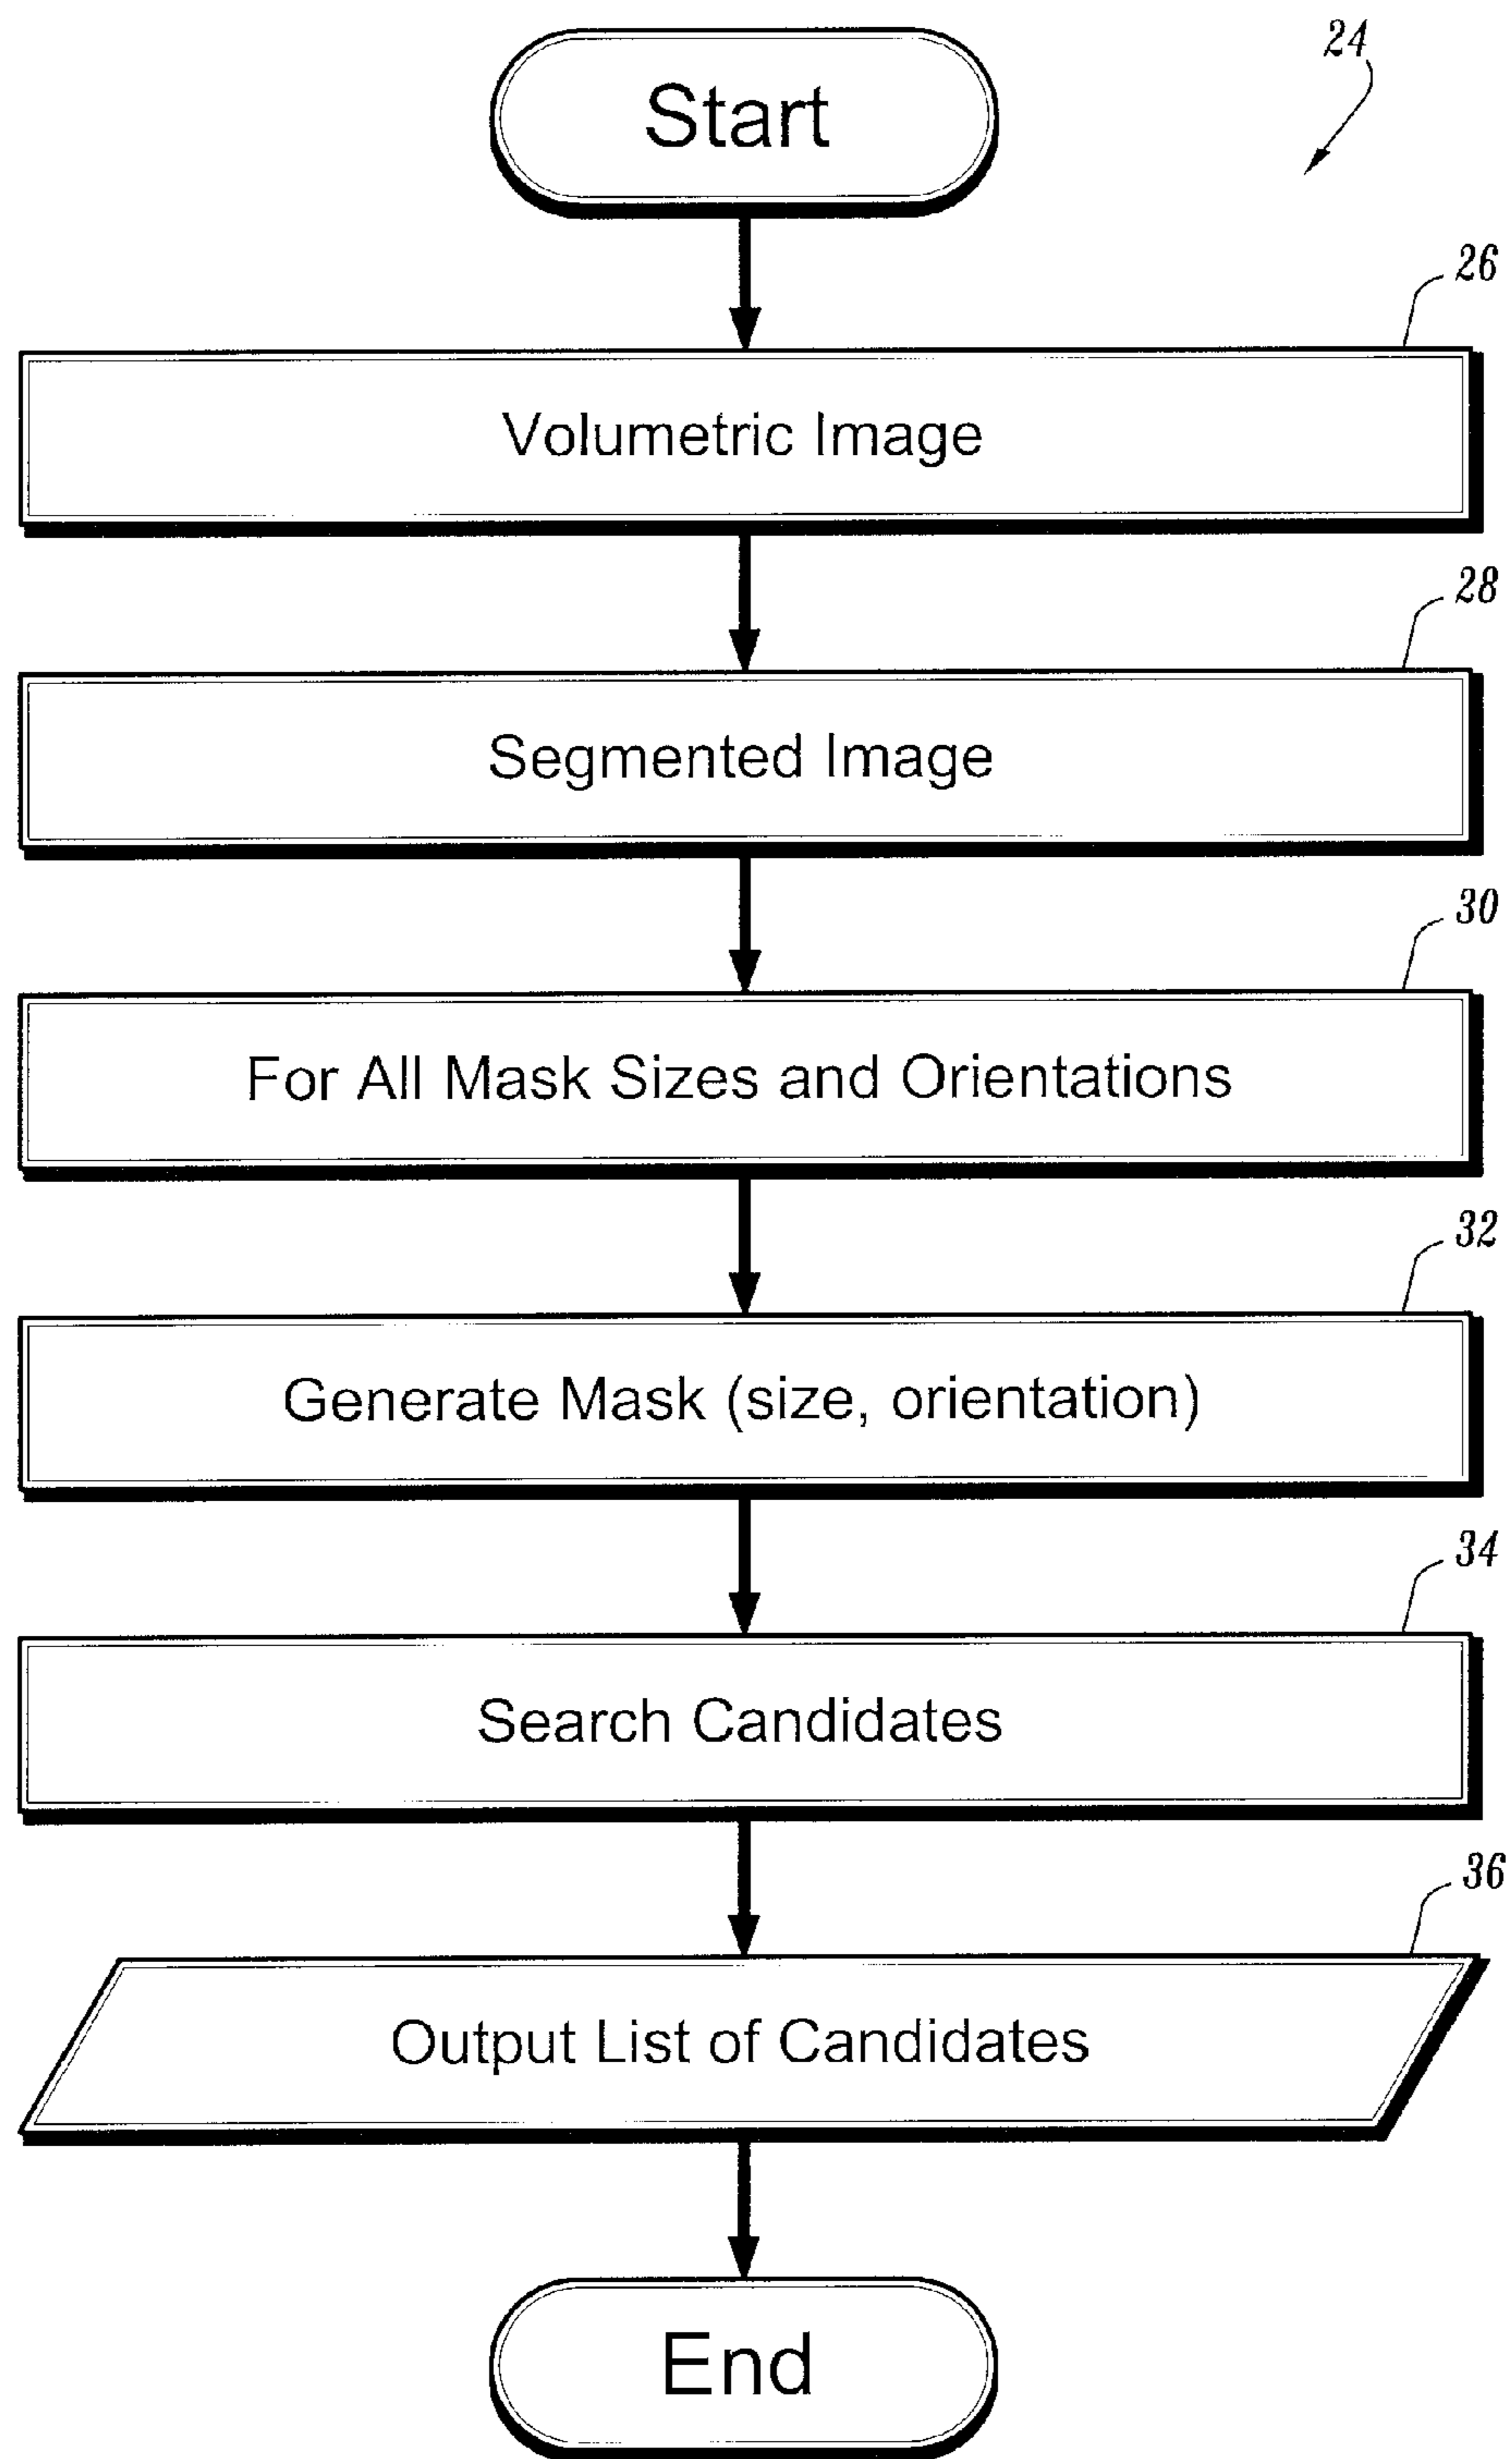 24
Start
26
Volumetric Image
28
Segmented Image
30
For All Mask Sizes and Orientations
32
Generate Mask (size, orientation)
34
Search Candidates
36
Output List of Candidates
End